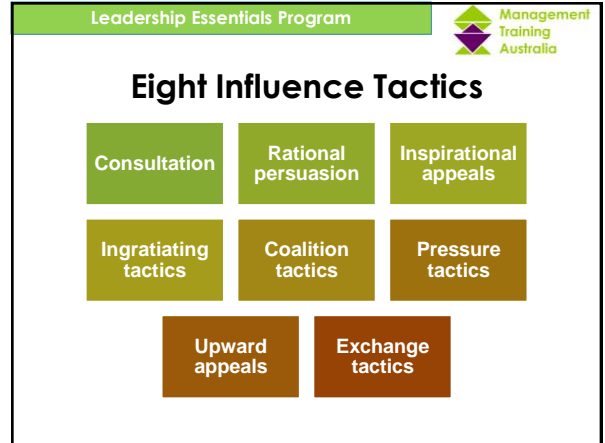 Leadership Essentials Program
Management
Training
Australia
Eight Influence Tactics
Consultation
Rational
persuasion
Inspirational
appeals
Ingratiating
tactics
Coalition
tactics
Pressure
tactics
Upward
appeals
Exchange
tactics